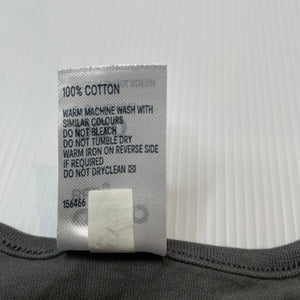 100% COTTON
WARM MACHINE WASH WITH
SIMILAR COLOURS
DO NOT BLEACH
DO NOT TUMBLE DRY
WARM IRON ON REVERSE SIDE
IF REQUIRED
DO NOT DRYCLEAN
156466